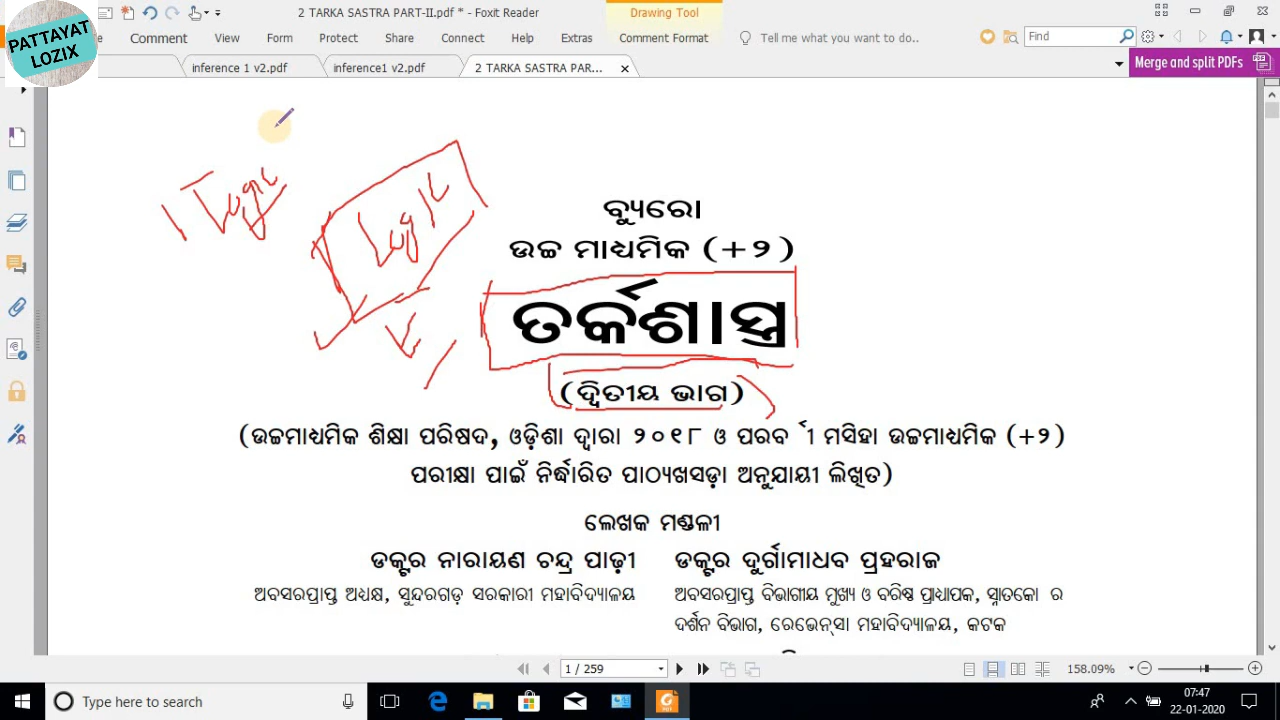 PATTAYAT
LOZIX
2 TARKA SASTRA PART-II.pdf * - Foxit Reader
Drawing Tool
Comment
View
Form
Protect
Share
Connect
Help
Extras
Comment Format
Tell me what you want to do..
Find
inference 1 v2.pdf
inference1 v2.pdf
2 TARKA SASTRA PAR...
Merge and split PDFs
Logic
Logic
ବ୍ୟୁରୋ
ଉଚ୍ଚ ମାଧ୍ୟମିକ (+୨)
ତର୍କଶାସ୍ତ୍ର
(ଦ୍ୱିତୀୟ ଭାଗ)
(ଉଚ୍ଚମାଧ୍ୟମିକ ଶିକ୍ଷା ପରିଷଦ, ଓଡ଼ିଶା ଦ୍ୱାରା ୨୦୧୮ ଓ ପରବର୍ତୀ ମସିହା ଉଚ୍ଚମାଧ୍ୟମିକ (+୨)
ପରୀକ୍ଷା ପାଇଁ ନିର୍ଦ୍ଧାରିତ ପାଠ୍ୟଖସଡ଼ା ଅନୁଯାୟୀ ଲିଖିତ)
ଲେଖକ ମଣ୍ଡଳୀ
ଡକ୍ଟର ନାରାୟଣ ଚନ୍ଦ୍ର ପାଢ଼ୀ
ଅବସରପ୍ରାପ୍ତ ଅଧ୍ୟକ୍ଷ, ସୁନ୍ଦରଗଡ଼ ସରକାରୀ ମହାବିଦ୍ୟାଳୟ
ଡକ୍ଟର ଦୁର୍ଗାମାଧବ ପ୍ରହରାଜ
ଅବସରପ୍ରାପ୍ତ ବିଭାଗୀୟ ମୁଖ୍ୟ ଓ ବରିଷ୍ଠ ପ୍ରାଧ୍ୟାପକ, ସ୍ନାତକୋ ର
ଦର୍ଶନ ବିଭାଗ, ରେଭେନ୍‌ସା ମହାବିଦ୍ୟାଳୟ, କଟକ
1 / 259
158.09%
Type here to search
07:47
22-01-2020